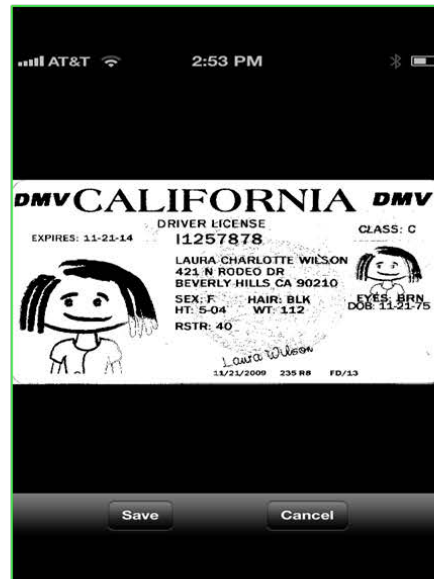 AT&T 2:53 PM
DMV CALIFORNIA DMV
DRIVER LICENSE
EXPIRES: 11-21-14
I1257878
CLASS: C
LAURA CHARLOTTE WILSON
421 N RODEO DR
BEVERLY HILLS CA 90210
SEX: F HAIR: BLK EYES: BRN
HT: 5-04 WT: 112 DOB: 11-21-75
RSTR: 40
Laura Wilson
11/21/2009 235 R8 FD/13
Save Cancel